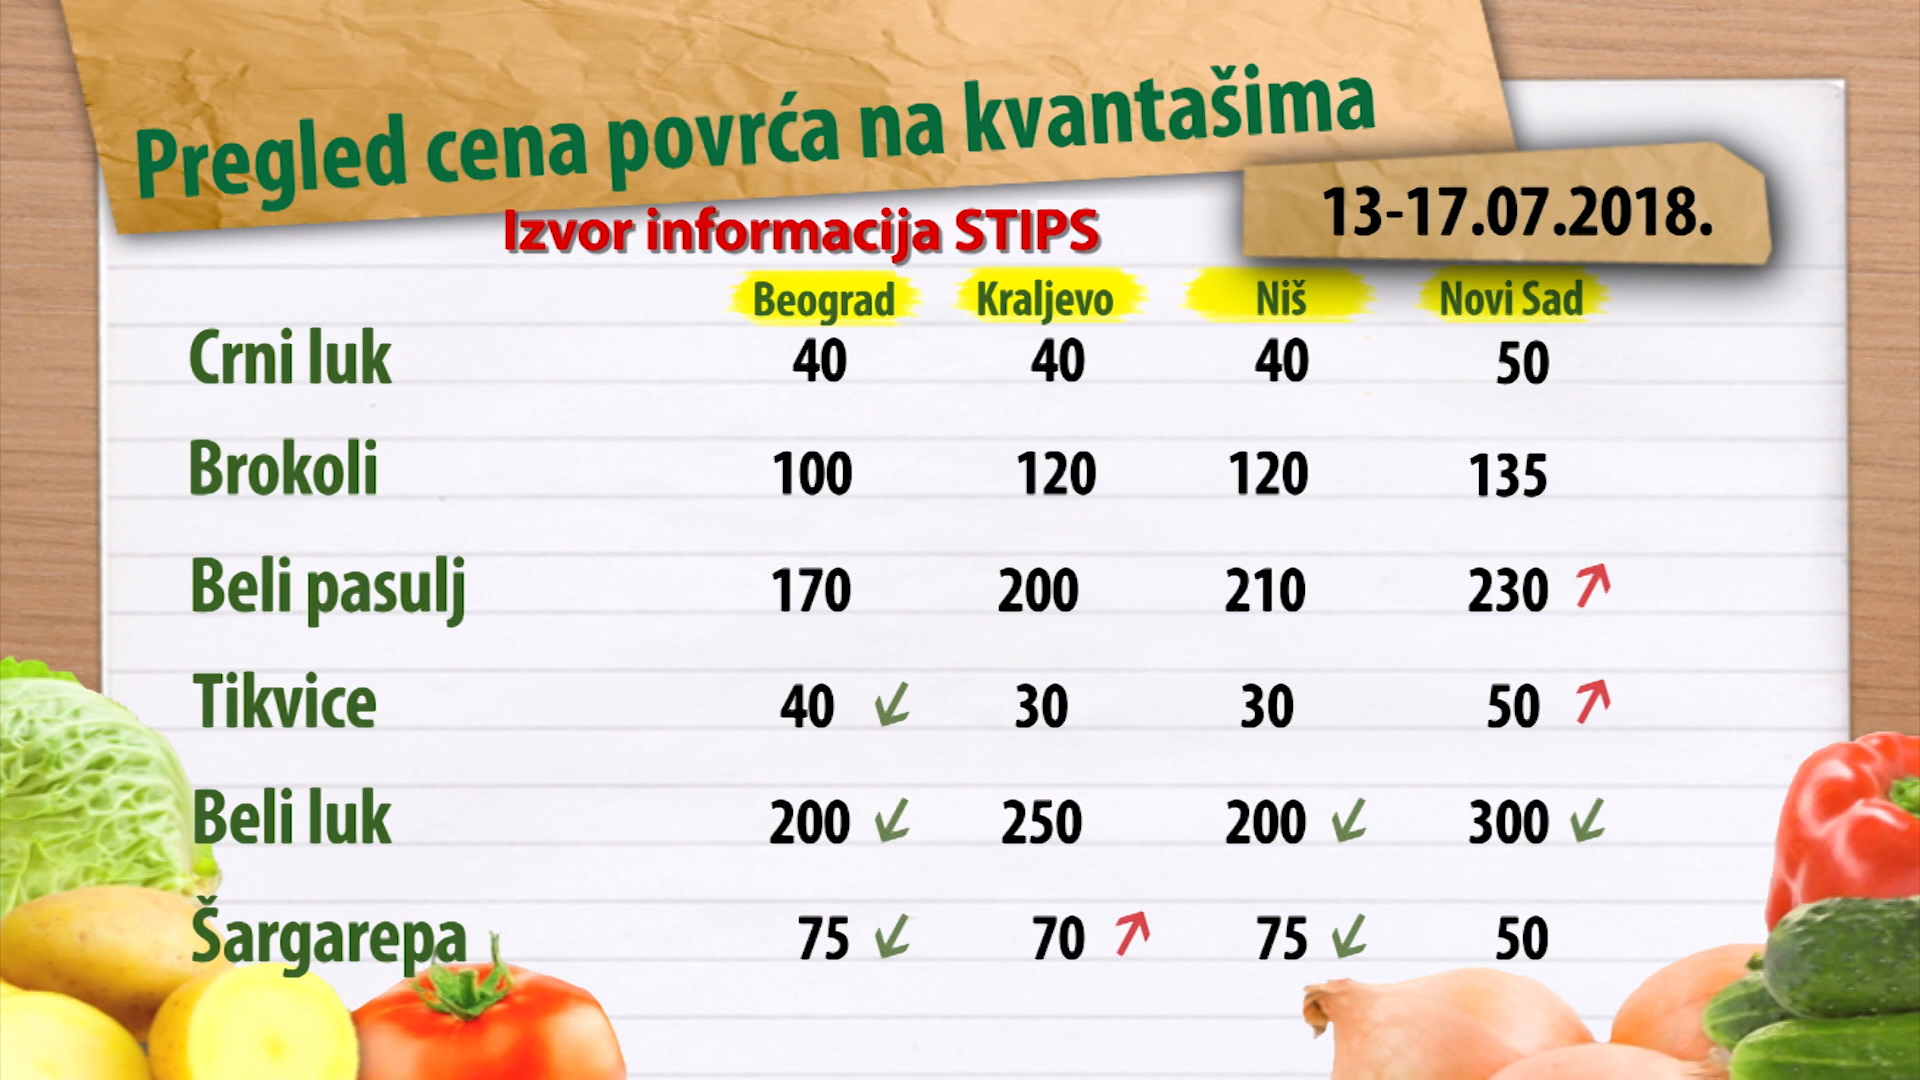 Pregled cena povrća na kvantašima
13-17.07.2018.
Izvor informacija STIPS
Beograd Kraljevo Niš Novi Sad
Crni luk 40 40 40 50
Brokoli 100 120 120 135
Beli pasulj 170 200 210 230 ↗
Tikvice 40 ↙ 30 30 50 ↗
Beli luk 200 ↙ 250 200 ↙ 300 ↙
Šargarepa 75 ↙ 70 ↗ 75 ↙ 50